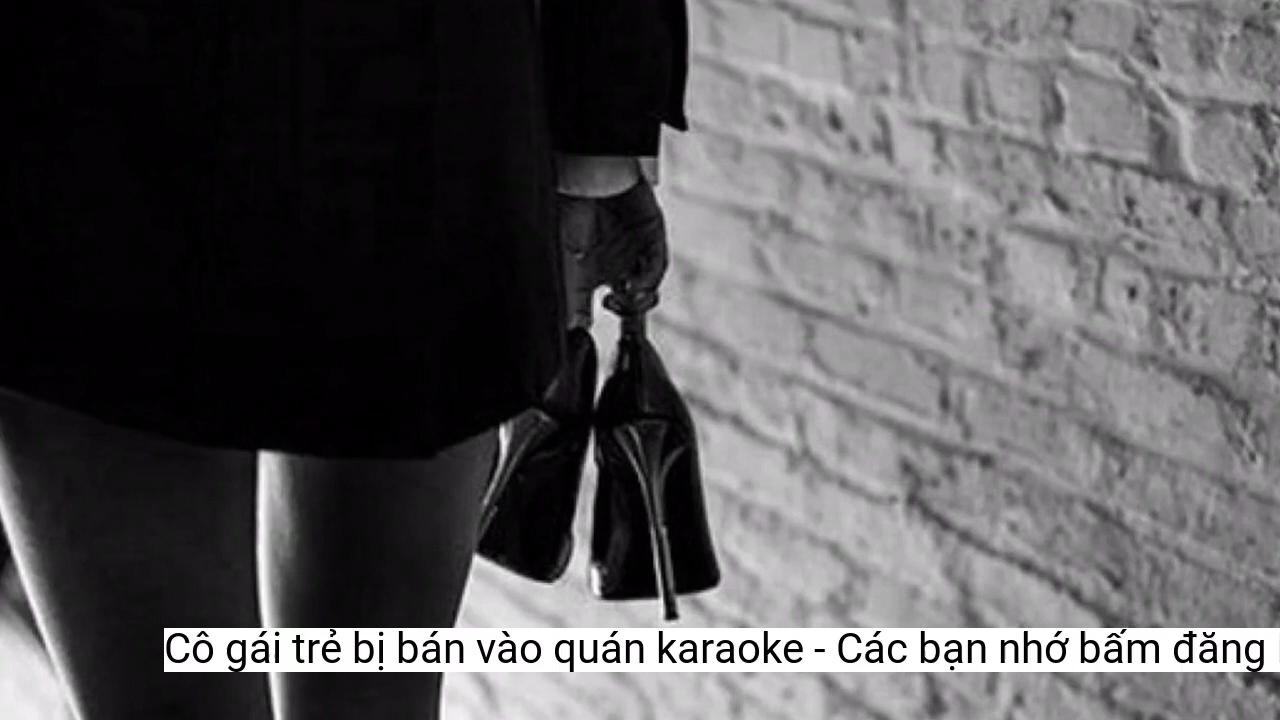 Cô gái trẻ bị bán vào quán karaoke - Các bạn nhớ bấm đăng